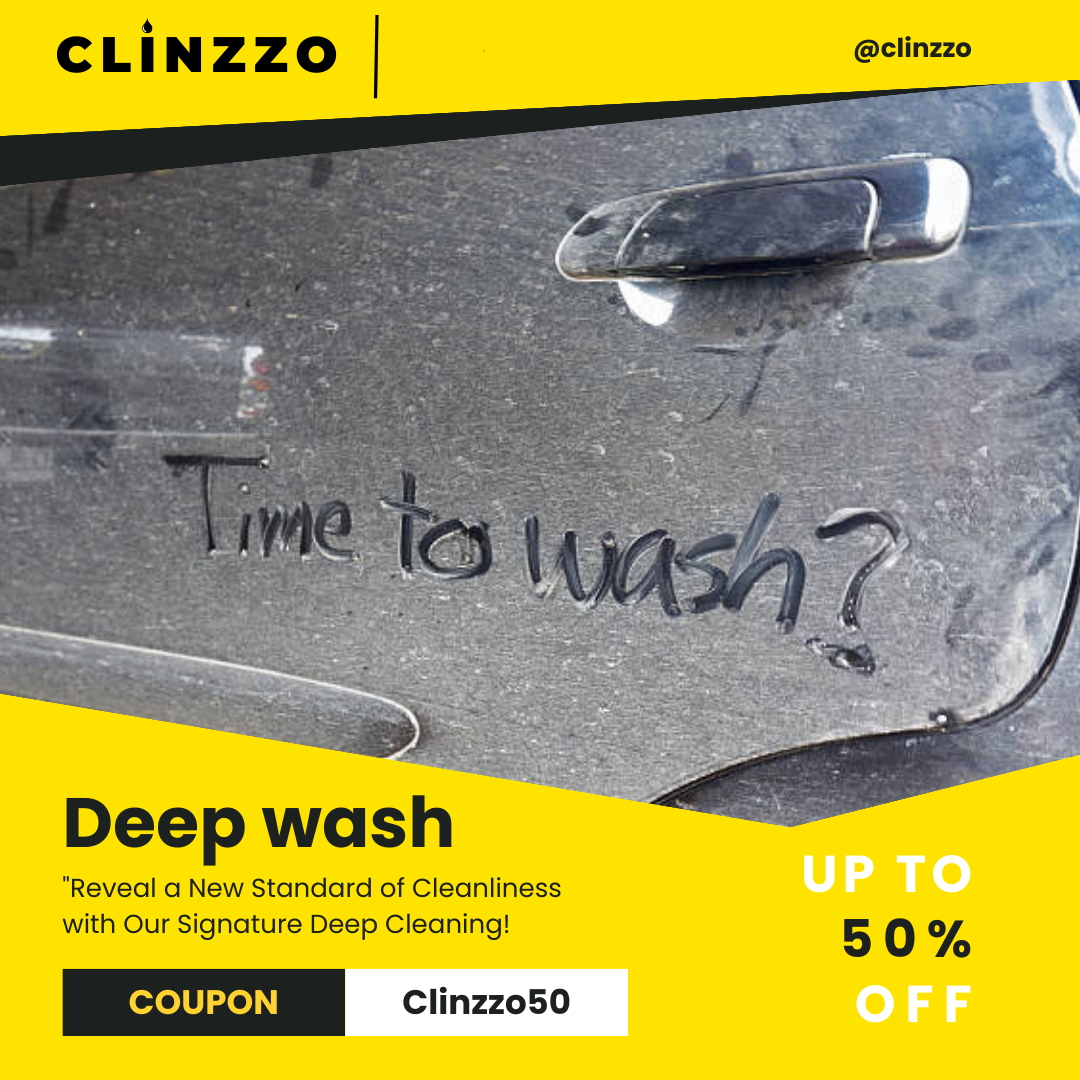 CLINZZO
@clinzzo
Time to wash?
Deep wash
"Reveal a New Standard of Cleanliness
with Our Signature Deep Cleaning!
COUPON
Clinzzo50
UP TO
50%
OFF